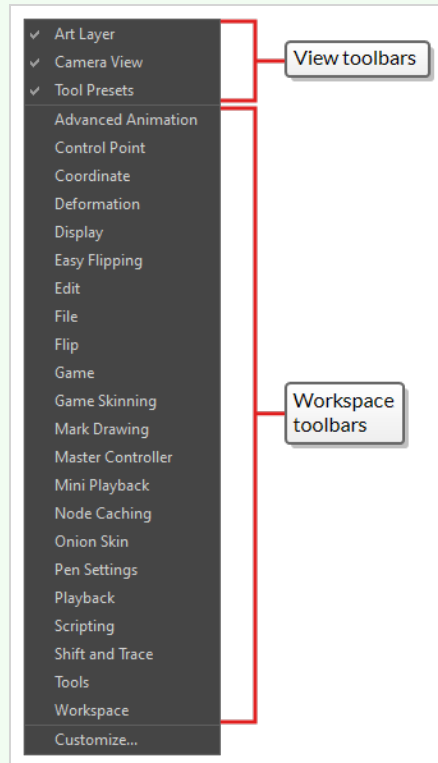 Art Layer
Camera View
Tool Presets
View toolbars
Advanced Animation
Control Point
Coordinate
Deformation
Display
Easy Flipping
Edit
File
Flip
Game
Game Skinning
Mark Drawing
Master Controller
Mini Playback
Node Caching
Onion Skin
Pen Settings
Playback
Scripting
Shift and Trace
Tools
Workspace
Workspace
toolbars
Customize...